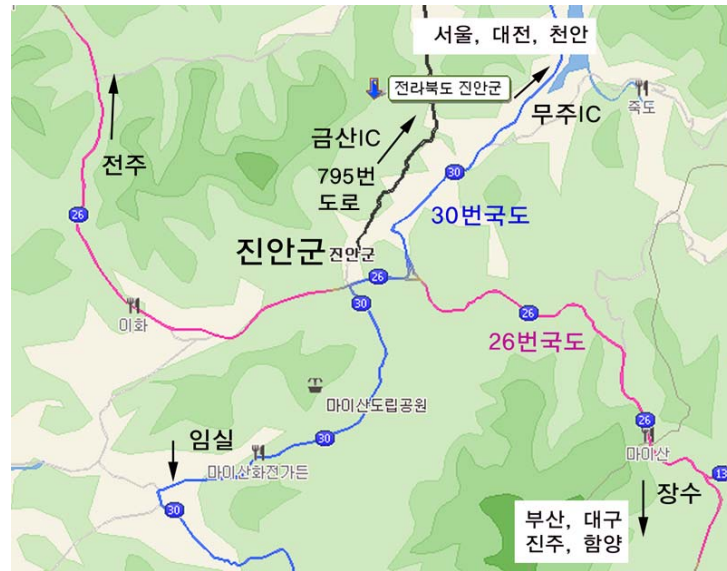 서울, 대전, 천안
전라북도 진안군
죽도
무주IC
금산IC
전주
795번
도로
30
26
30번국도
진안군
진안군
26
30
26
이화
26번국도
마이산도립공원
30
26
임실
마이산화전가든
마이산
13
장수
30
부산, 대구
진주, 함양